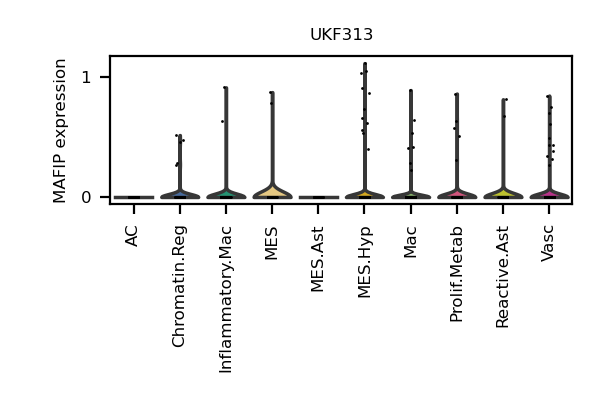 UKF313
MAFIP expression
1
0
AC
Chromatin.Reg
Inflammatory.Mac
MES
MES.Ast
MES.Hyp
Mac
Prolif.Metab
Reactive.Ast
Vasc